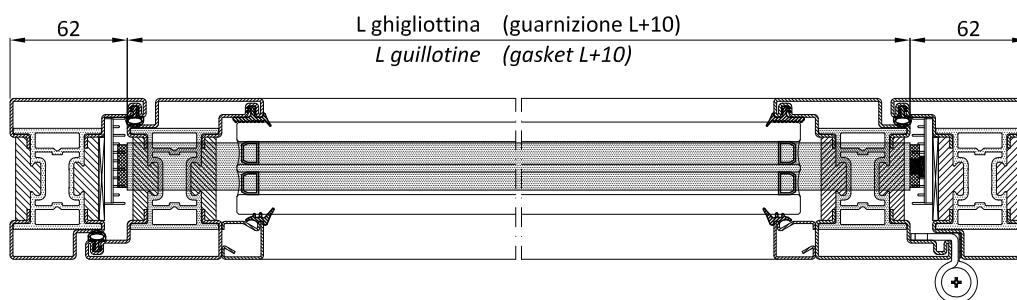 62 L ghigliottina (guarnizione L+10) 62
L guillotine (gasket L+10)